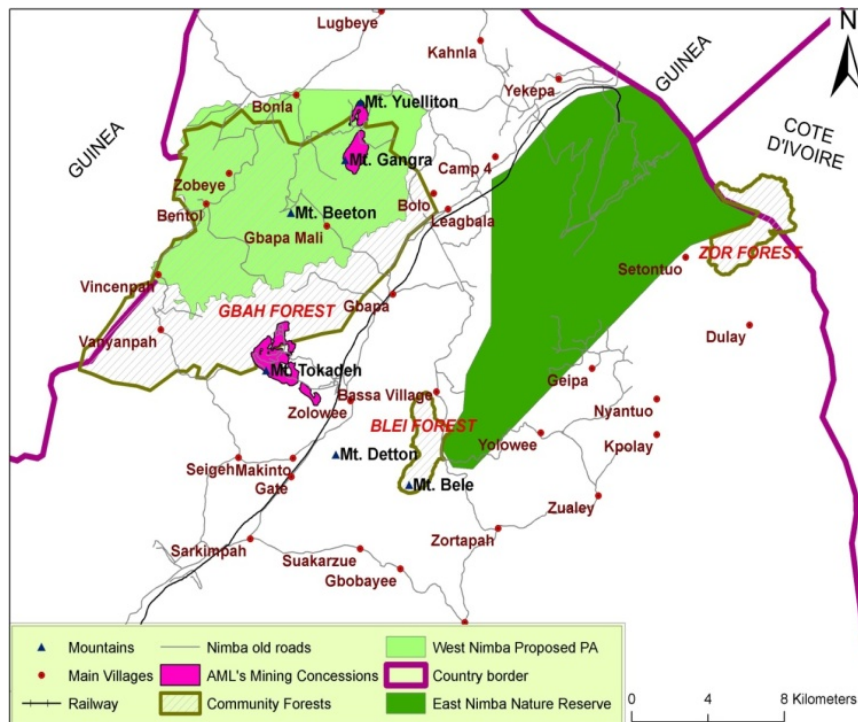 Lugbeye
N
Kahnla
GUINEA
Yekepa
Bonla
Mt. Yuelliton
COTE
D'IVOIRE
GUINEA
Mt. Gangra
Camp 4
Zobeye
Bentol
Mt. Beeton
Bolo
Leagbala
Gbapa Mali
ZOR FOREST
Setontuo
Vincenpah
Gbapa
GBAH FOREST
Vanyanpah
Dulay
Mt. Tokadeh
Geipa
Bassa Village
Zolowee
Nyantuo
BLEI FOREST
Yolowee
Kpolay
Mt. Detton
Seigeh
Makinto
Gate
Mt. Bele
Zualey
Zortapah
Sarkimpah
Suakarzue
Gbobayee
Mountains
Nimba old roads
West Nimba Proposed PA
Main Villages
AML's Mining Concessions
Country border
Railway
Community Forests
East Nimba Nature Reserve
0 4 8 Kilometers